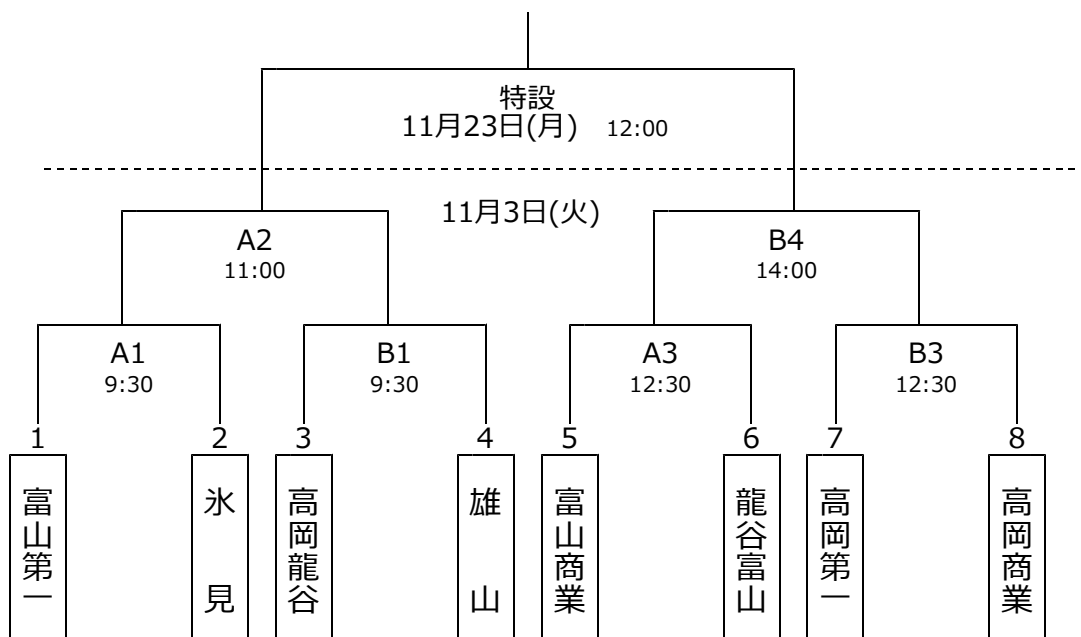 特設
11月23日(月) 12:00
11月3日(火)
A2
11:00
B4
14:00
A1
9:30
B1
9:30
A3
12:30
B3
12:30
1
2
3
4
5
6
7
8
富山第一
氷見
高岡龍谷
雄山
富山商業
龍谷富山
高岡第一
高岡商業